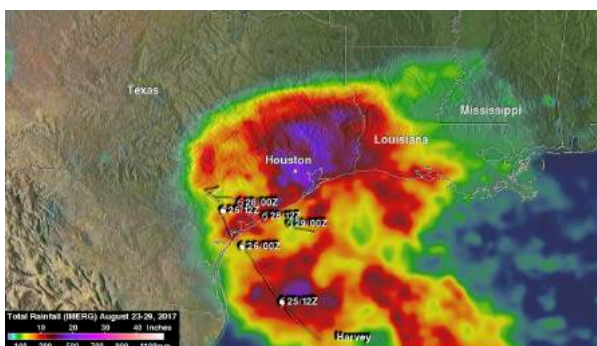 Texas
Mississippi
Louisiana
Houston
26/00Z
25/12Z
28/12Z
29/00Z
25/00Z
25/12Z
Harvey
Total Rainfall (IMERG) August 23-29, 2017
10 20 30 40 Inches